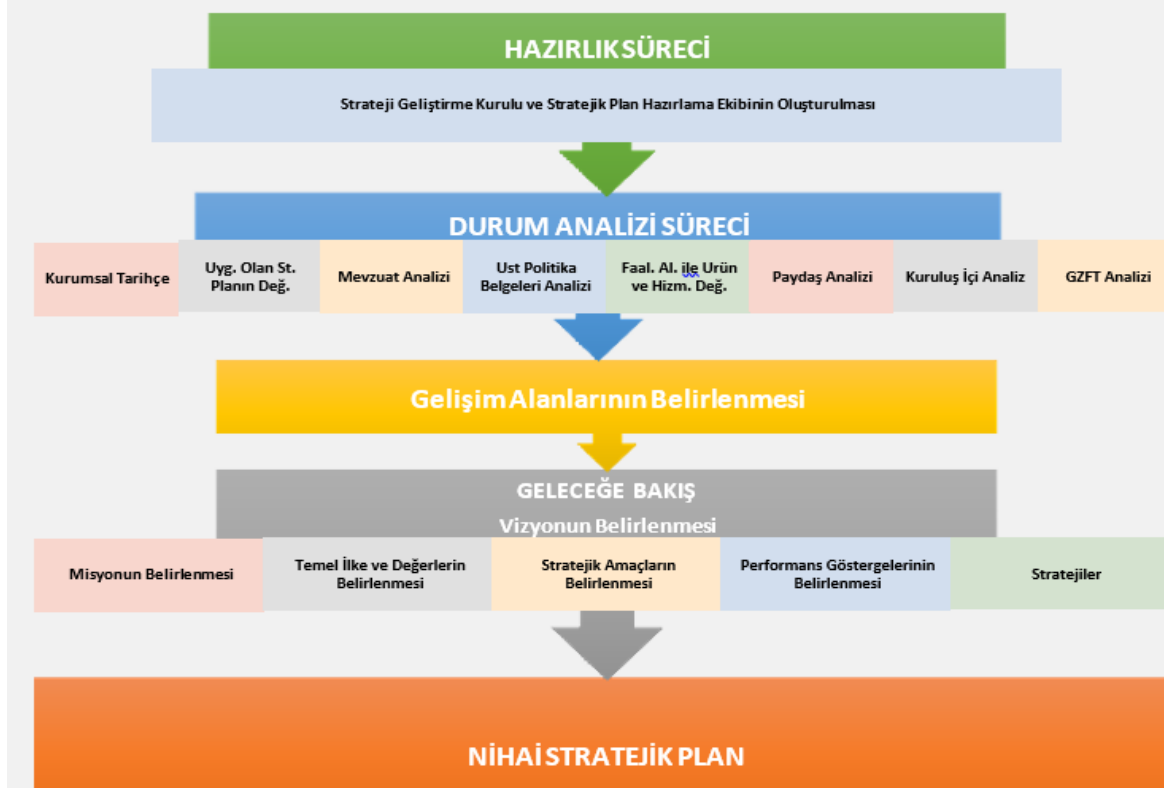 HAZIRLIK SÜRECİ
Strateji Geliştirme Kurulu ve Stratejik Plan Hazırlama Ekibinin Oluşturulması
DURUM ANALİZİ SÜRECİ
Kurumsal Tarihçe
Uyg. Olan St.
Planın Değ.
Mevzuat Analizi
Ust Politika
Belgeleri Analizi
Faal. Al. ile Urün
ve Hizm. Değ.
Paydaş Analizi
Kuruluş İçi Analiz
GZFT Analizi
Gelişim Alanlarının Belirlenmesi
GELECEĞE BAKIŞ
Vizyonun Belirlenmesi
Misyonun Belirlenmesi
Temel İlke ve Değerlerin
Belirlenmesi
Stratejik Amaçların
Belirlenmesi
Performans Göstergelerinin
Belirlenmesi
Stratejiler
NİHAİ STRATEJİK PLAN